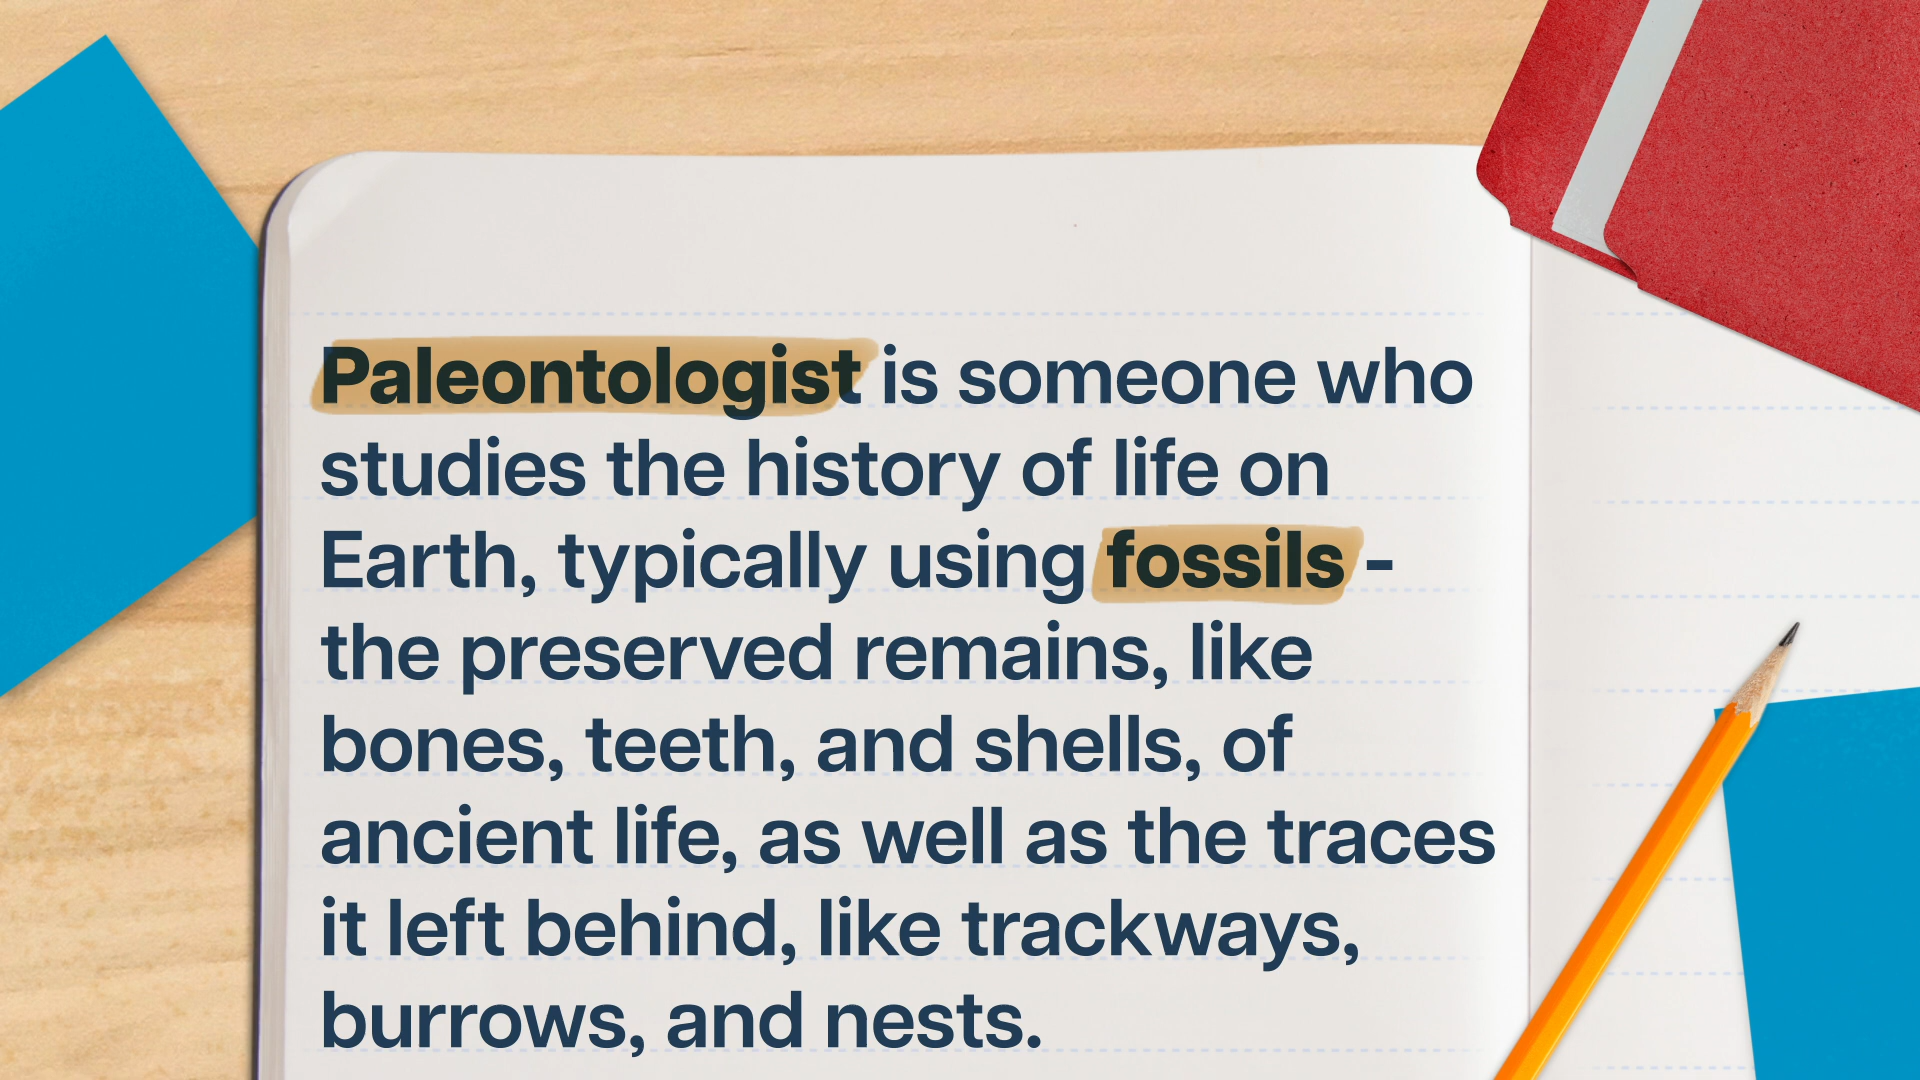 Paleontologist is someone who
studies the history of life on
Earth, typically using fossils -
the preserved remains, like
bones, teeth, and shells, of
ancient life, as well as the traces
it left behind, like trackways,
burrows, and nests.